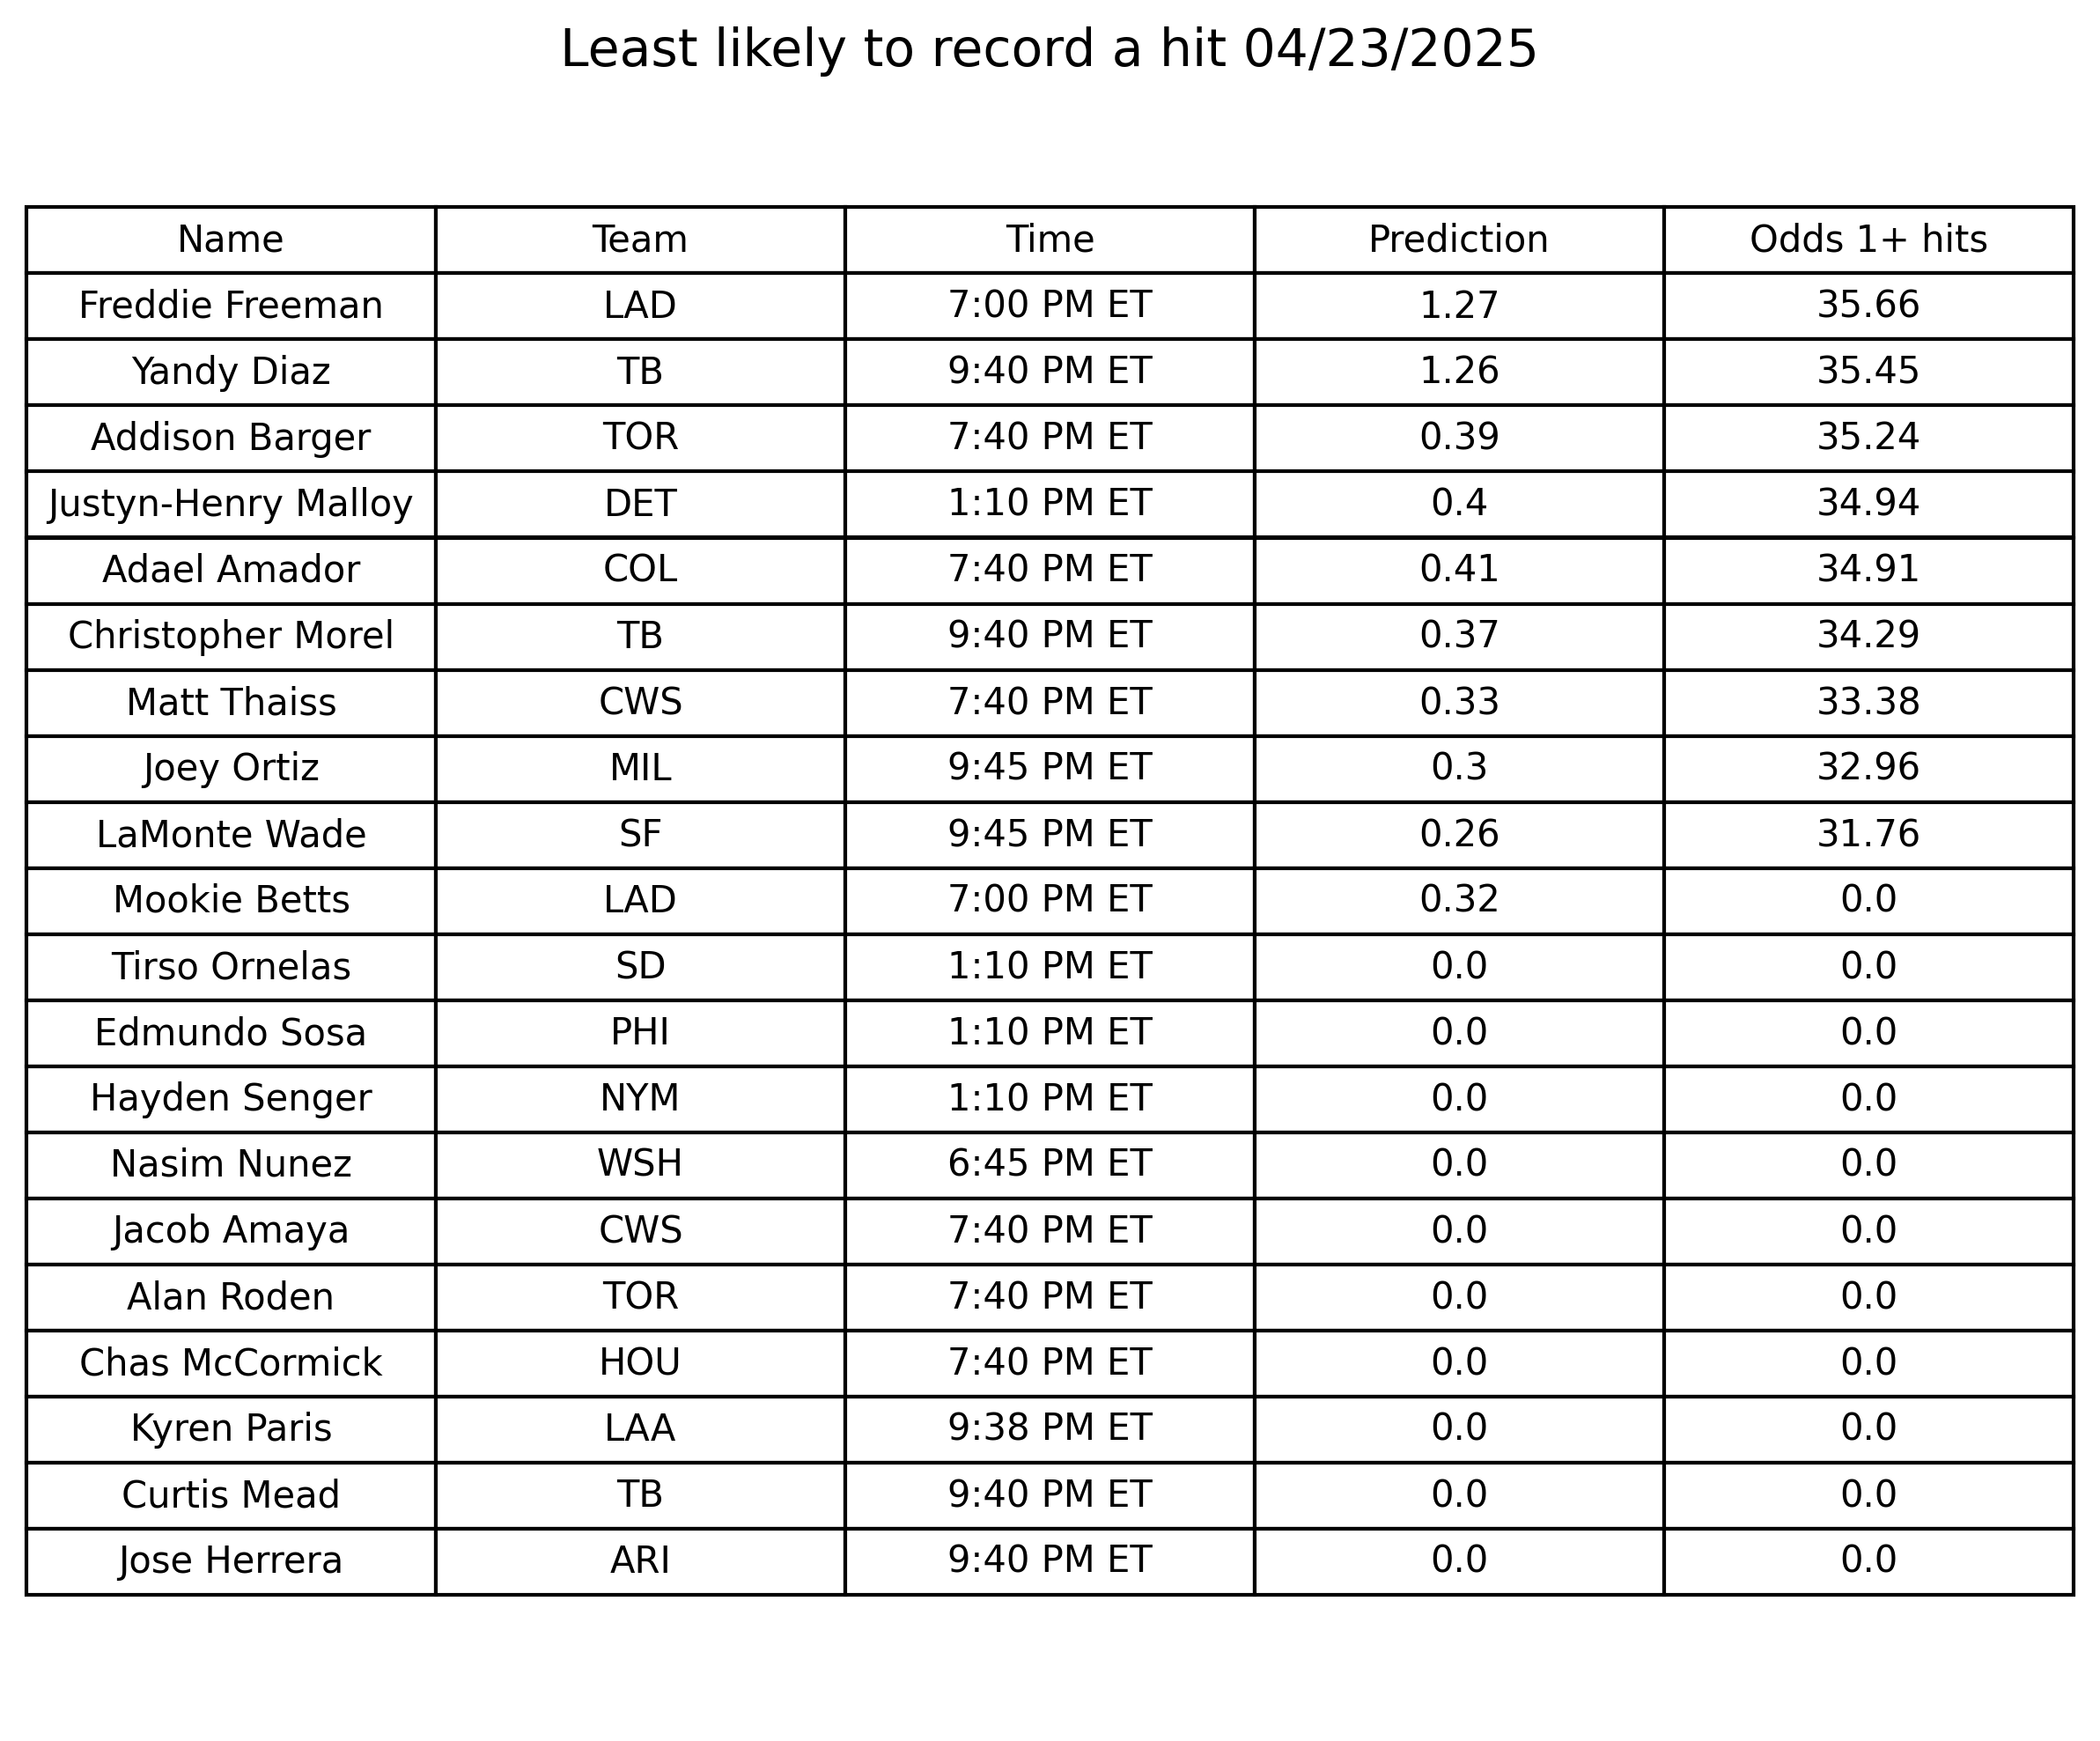 Least likely to record a hit 04/23/2025
Name Team Time Prediction Odds 1+ hits
Freddie Freeman LAD 7:00 PM ET 1.27 35.66
Yandy Diaz TB 9:40 PM ET 1.26 35.45
Addison Barger TOR 7:40 PM ET 0.39 35.24
Justyn-Henry Malloy DET 1:10 PM ET 0.4 34.94
Adael Amador COL 7:40 PM ET 0.41 34.91
Christopher Morel TB 9:40 PM ET 0.37 34.29
Matt Thaiss CWS 7:40 PM ET 0.33 33.38
Joey Ortiz MIL 9:45 PM ET 0.3 32.96
LaMonte Wade SF 9:45 PM ET 0.26 31.76
Mookie Betts LAD 7:00 PM ET 0.32 0.0
Tirso Ornelas SD 1:10 PM ET 0.0 0.0
Edmundo Sosa PHI 1:10 PM ET 0.0 0.0
Hayden Senger NYM 1:10 PM ET 0.0 0.0
Nasim Nunez WSH 6:45 PM ET 0.0 0.0
Jacob Amaya CWS 7:40 PM ET 0.0 0.0
Alan Roden TOR 7:40 PM ET 0.0 0.0
Chas McCormick HOU 7:40 PM ET 0.0 0.0
Kyren Paris LAA 9:38 PM ET 0.0 0.0
Curtis Mead TB 9:40 PM ET 0.0 0.0
Jose Herrera ARI 9:40 PM ET 0.0 0.0